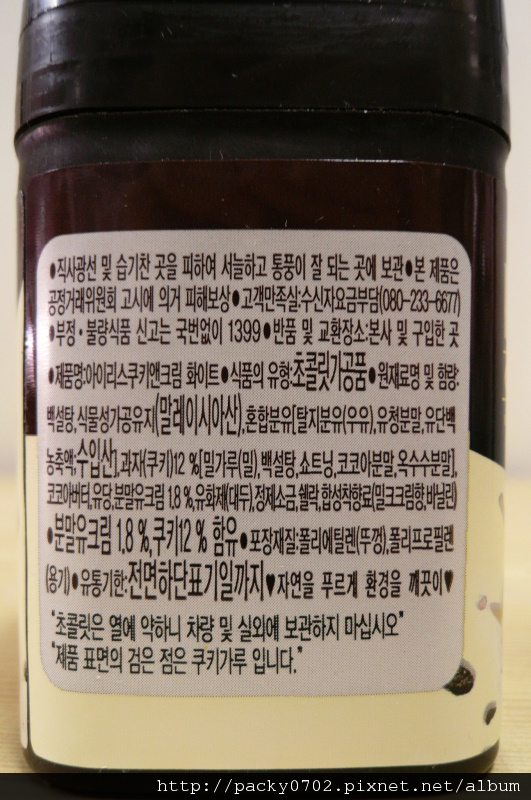 ●직사광선 및 습기찬 곳을 피하여 서늘하고 통풍이 잘 되는 곳에 보관●본 제품은
공정거래위원회 고시에 의거 피해보상●고객만족실:수신자요금부담(080-233-6677)
●부정·불량식품 신고는 국번없이 1399●반품 및 교환장소:본사 및 구입한 곳
●제품명:아이리스쿠키앤크림 화이트●식품의 유형:초콜릿가공품●원재료명 및 함량:
백설탕,식물성가공유지(말레이시아산),혼합분유[탈지분유(우유),유청분말,유단백
농축액:수입산],과자(쿠키)12%[밀가루(밀),백설탕,쇼트닝,코코아분말,옥수수분말],
코코아버터,유당,분말유크림 1.8%,유화제(대두),정제소금,쉘락,합성착향료(밀크크림향,바닐린)
●분말유크림 1.8%,쿠키12% 함유●포장재질:폴리에틸렌(뚜껑),폴리프로필렌
(용기)●유통기한:전면하단표기일까지♥자연을 푸르게 환경을 깨끗이♥
"초콜릿은 열에 약하니 차량 및 실외에 보관하지 마십시오"
"제품 표면의 검은 점은 쿠키가루 입니다."
http://packy0702.pixnet.net/album